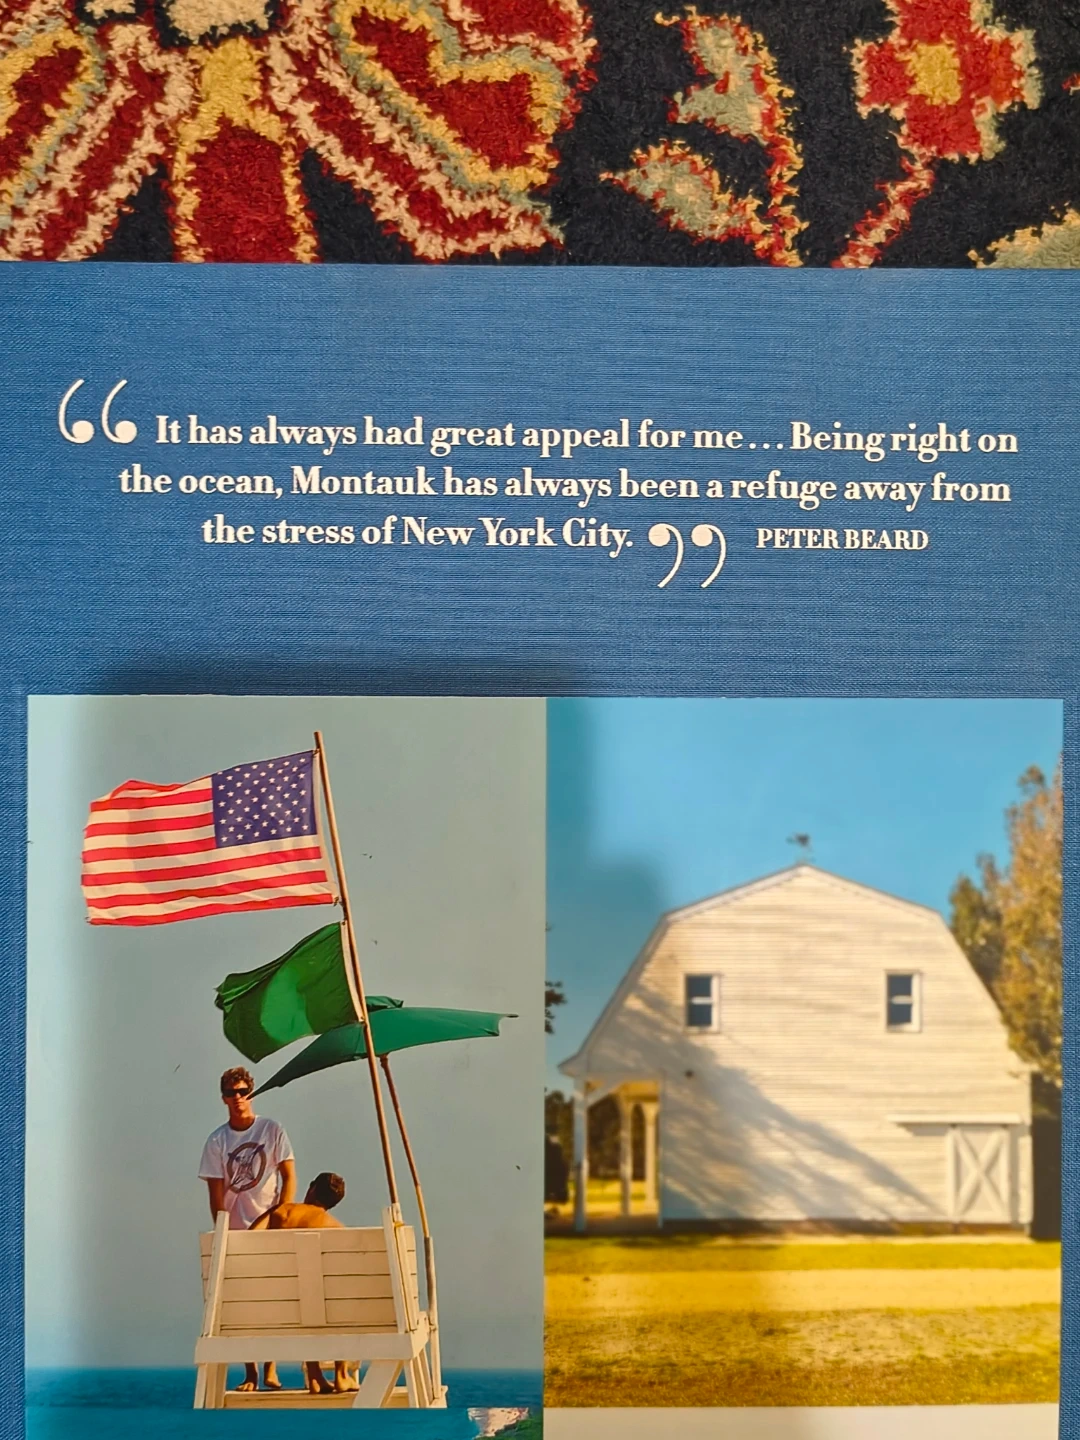 “It has always had great appeal for me... Being right on
the ocean, Montauk has always been a refuge away from
the stress of New York City.” PETER BEARD